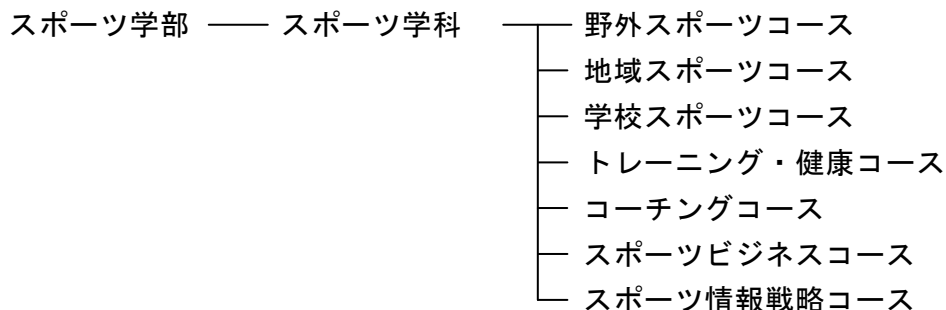 スポーツ学部 スポーツ学科 野外スポーツコース
地域スポーツコース
学校スポーツコース
トレーニング・健康コース
コーチングコース
スポーツビジネスコース
スポーツ情報戦略コース